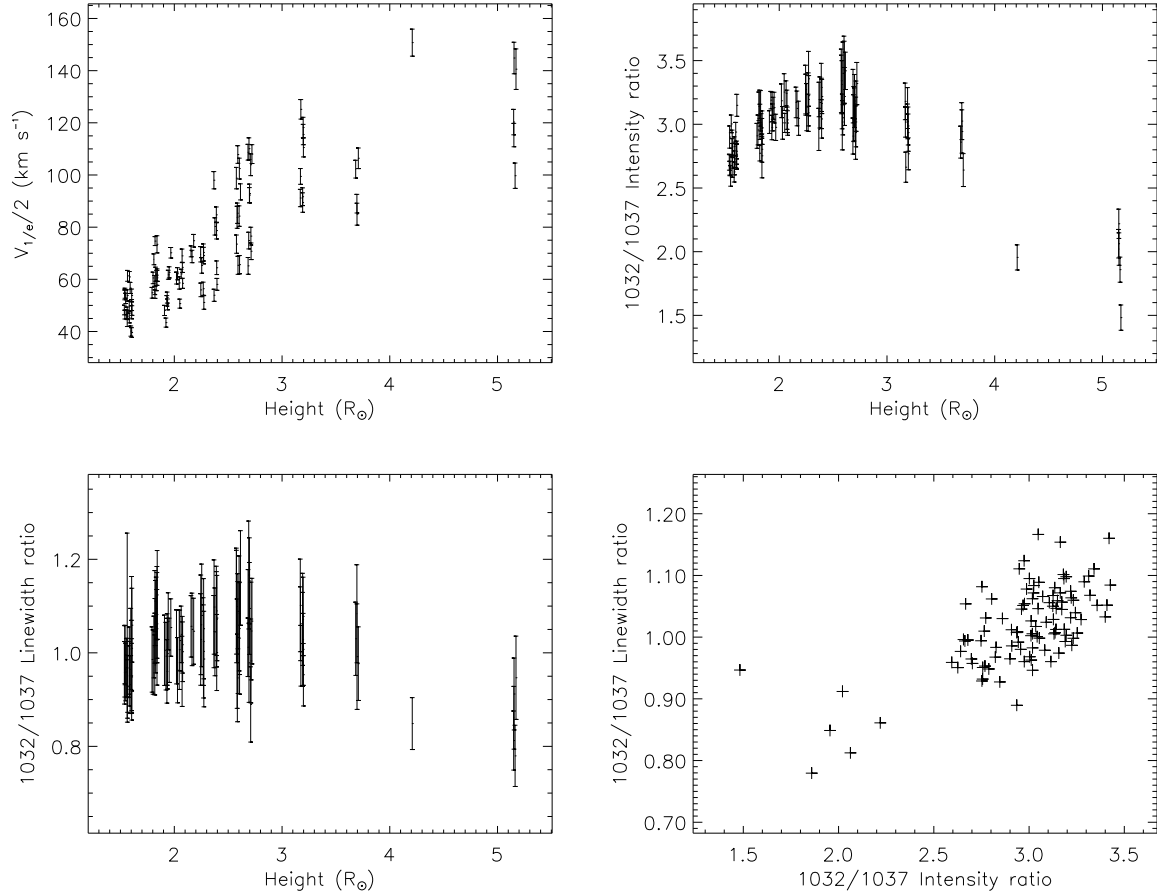 160
140
120
100
80
60
40
V1/e/2 (km s⁻¹)
2 3 4 5
Height (R☉)
3.5
3.0
2.5
2.0
1.5
1032/1037 Intensity ratio
2 3 4 5
Height (R☉)
1.2
1.0
0.8
1032/1037 Linewidth ratio
2 3 4 5
Height (R☉)
1.20
1.10
1.00
0.90
0.80
0.70
1032/1037 Linewidth ratio
1.5 2.0 2.5 3.0 3.5
1032/1037 Intensity ratio